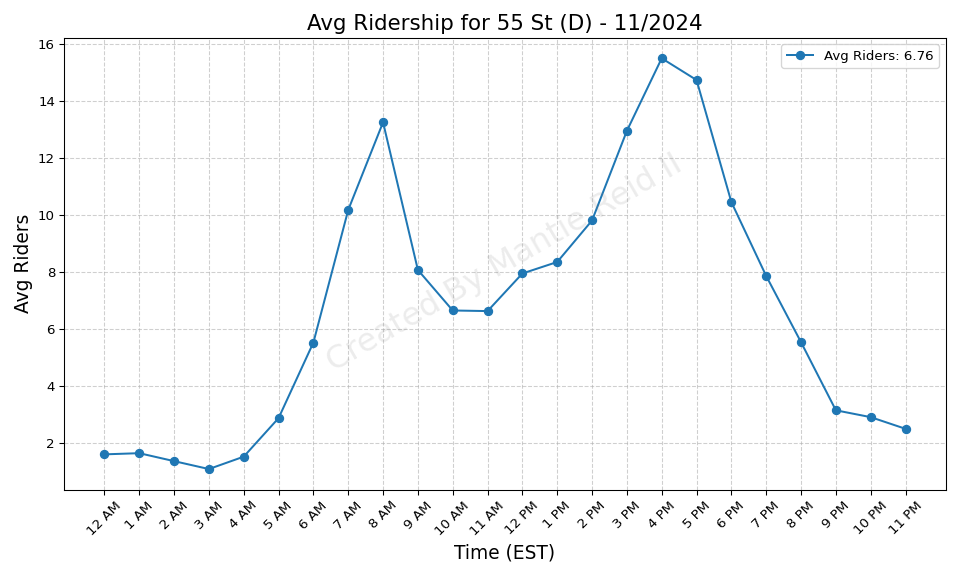 Avg Ridership for 55 St (D) - 11/2024
Avg Riders: 6.76
Avg Riders
16
14
12
10
8
6
4
2
Created By Mantie Reid II
12 AM
1 AM
2 AM
3 AM
4 AM
5 AM
6 AM
7 AM
8 AM
9 AM
10 AM
11 AM
12 PM
1 PM
2 PM
3 PM
4 PM
5 PM
6 PM
7 PM
8 PM
9 PM
10 PM
11 PM
Time (EST)